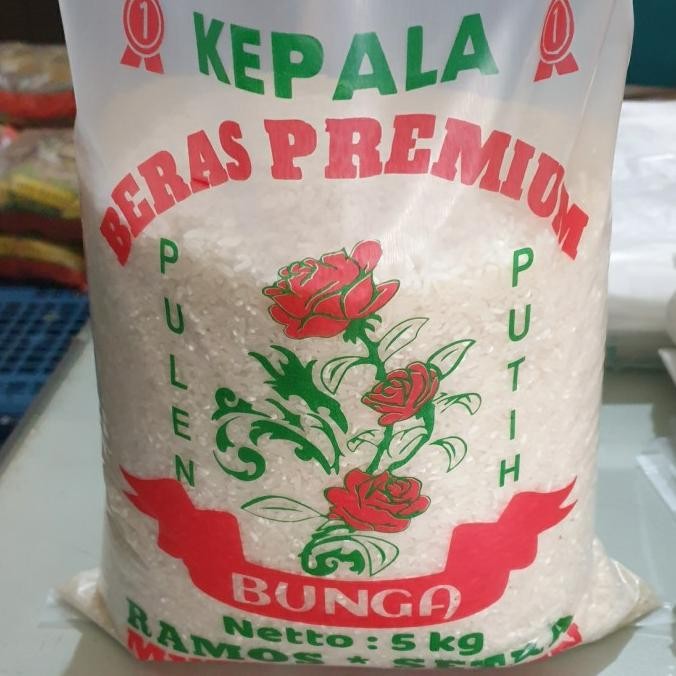 1 KEPALA 1
BERAS PREMIUM
PULEN
PUTIH
BUNGA
Netto : 5 kg
RAMOS *